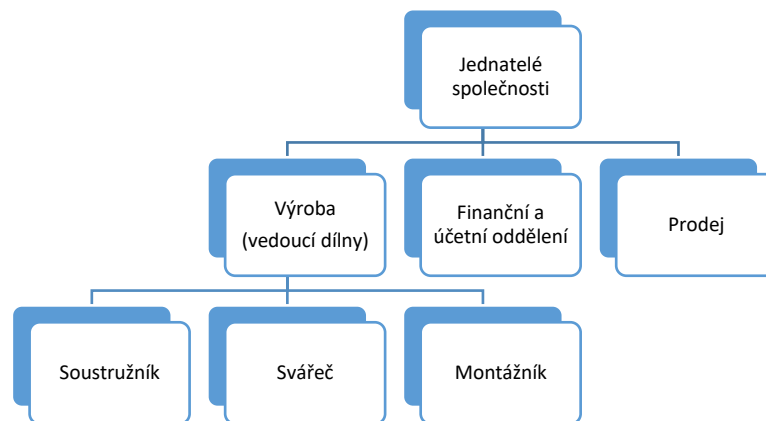 Jednatelé
společnosti
Výroba
(vedoucí dílny)
Finanční a
účetní oddělení
Prodej
Soustružník
Svářeč
Montážník